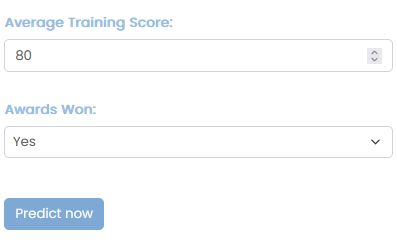 Average Training Score:
80
Awards Won:
Yes
Predict now